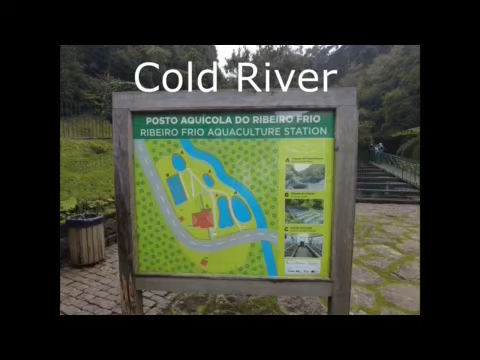 Cold River
POSTO AQUÍCOLA DO RIBEIRO FRIO
RIBEIRO FRIO AQUACULTURE STATION
A
B
C